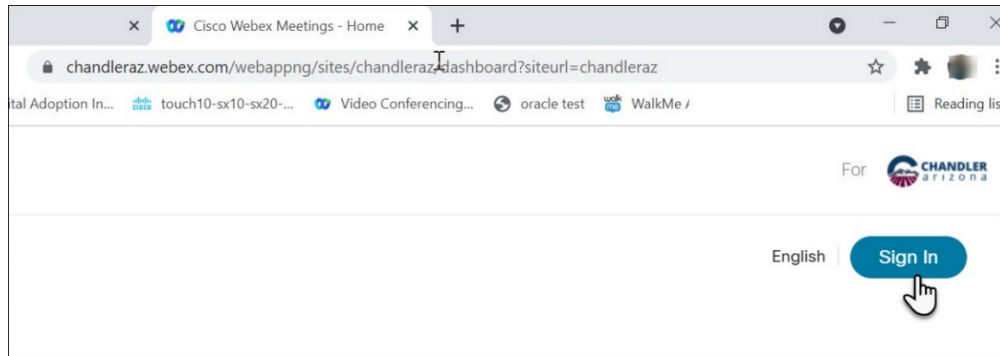 Cisco Webex Meetings - Home
chandleraz.webex.com/webappng/sites/chandleraz/dashboard?siteurl=chandleraz
ital Adoption In... touch10-sx10-sx20-... Video Conferencing... oracle test WalkMe / Reading lis
For CHANDLER
arizona
English Sign In